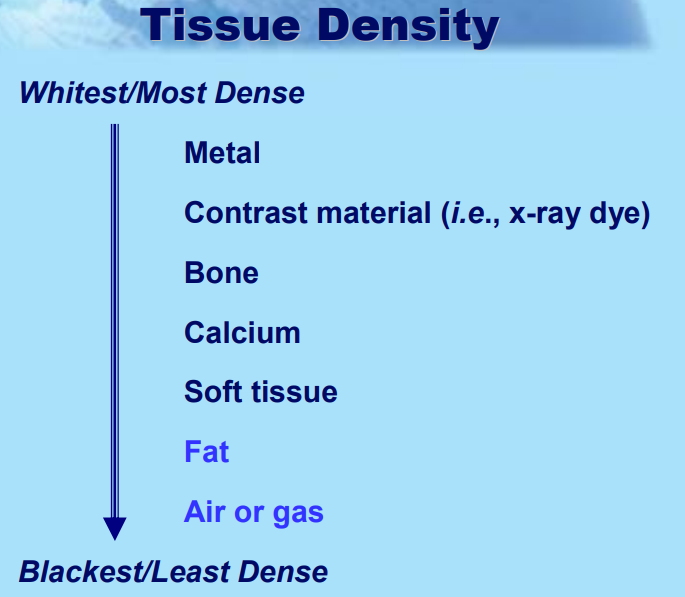 Tissue Density
Whitest/Most Dense
Metal
Contrast material (i.e., x-ray dye)
Bone
Calcium
Soft tissue
Fat
Air or gas
Blackest/Least Dense